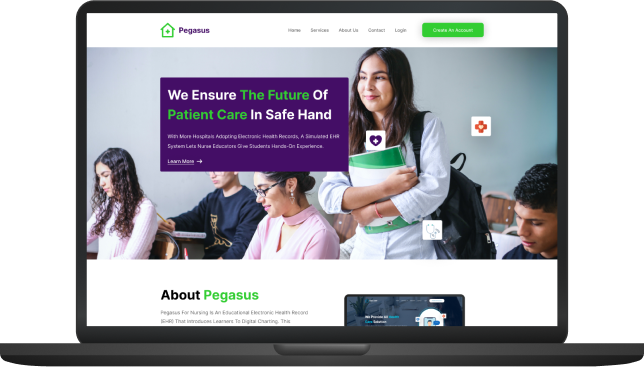 Pegasus
Home Services About Us Contact Login Create An Account
We Ensure The Future Of
Patient Care In Safe Hand
With More Hospitals Adopting Electronic Health Records, A Simulated EHR
System Lets Nurse Educators Give Students Hands-On Experience.
Learn More →
About Pegasus
Pegasus For Nursing Is An Educational Electronic Health Record
(EHR) That Introduces Learners To Digital Charting. This